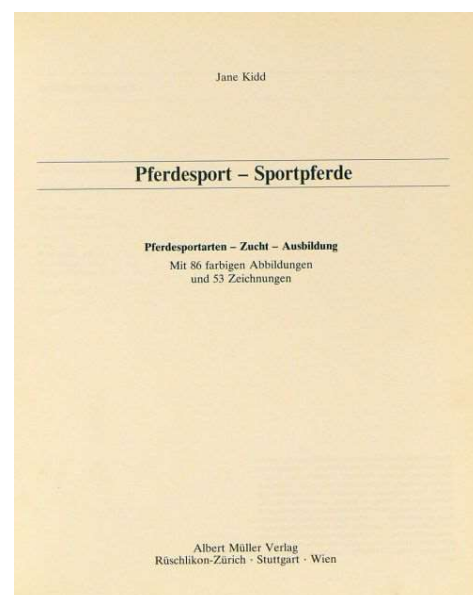 Jane Kidd
Pferdesport – Sportpferde
Pferdesportarten – Zucht – Ausbildung
Mit 86 farbigen Abbildungen
und 53 Zeichnungen
Albert Müller Verlag
Rüschlikon-Zürich · Stuttgart · Wien